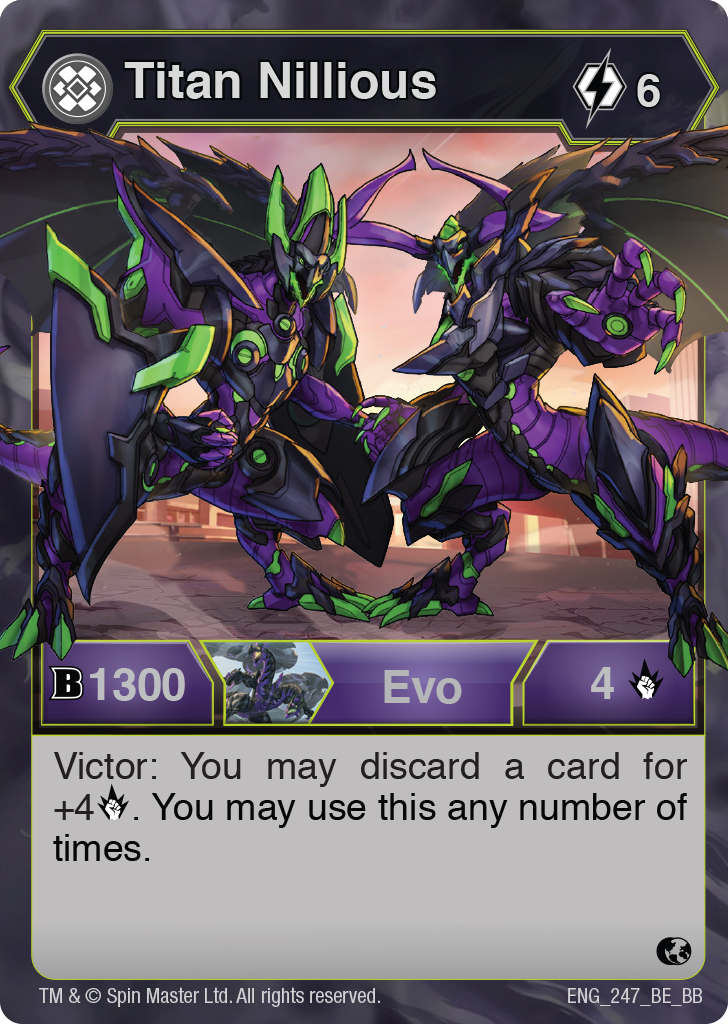 Titan Nillious
6
B 1300
Evo
4
Victor: You may discard a card for
+4. You may use this any number of
times.
TM & © Spin Master Ltd. All rights reserved.
ENG_247_BE_BB